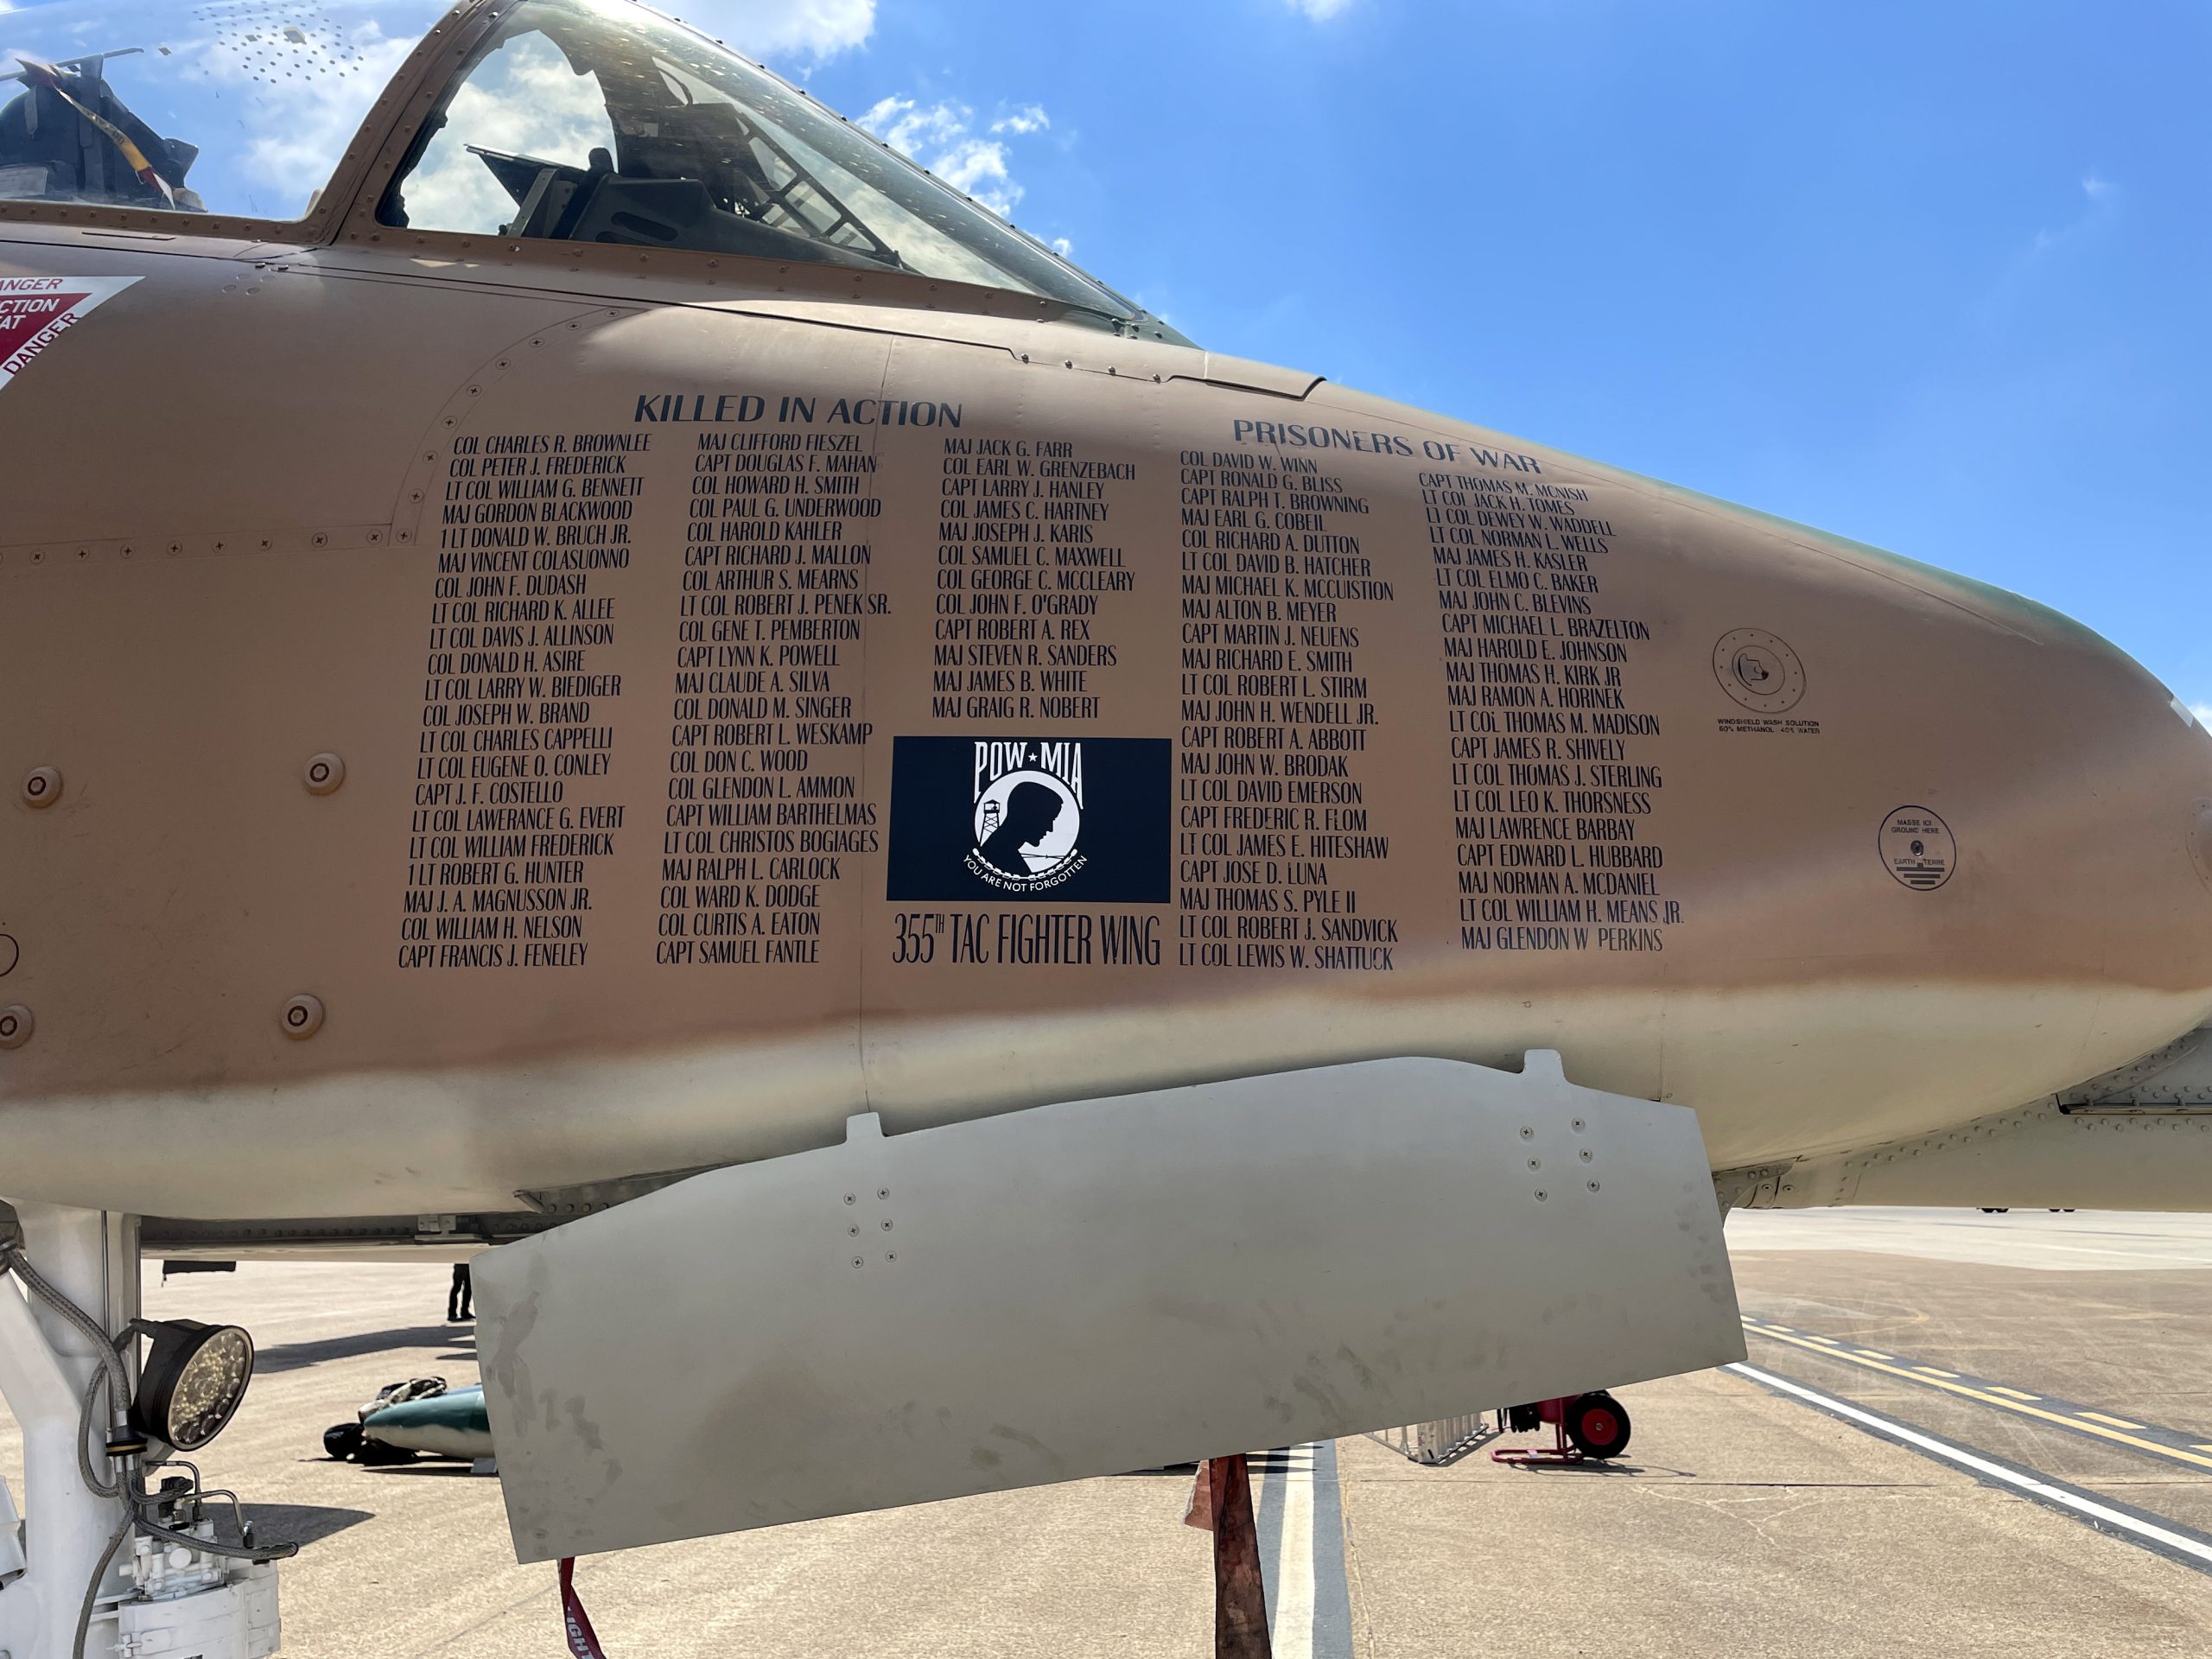 ANGER
CTION
AT
DANGER
KILLED IN ACTION
COL CHARLES R. BROWNLEE
COL PETER J. FREDERICK
LT COL WILLIAM G. BENNETT
MAJ GORDON BLACKWOOD
1 LT DONALD W. BRUCH JR.
MAJ VINCENT COLASUONNO
COL JOHN F. DUDASH
LT COL RICHARD K. ALLEE
LT COL DAVIS J. ALLINSON
COL DONALD H. ASIRE
LT COL LARRY W. BIEDIGER
COL JOSEPH W. BRAND
LT COL CHARLES CAPPELLI
LT COL EUGENE O. CONLEY
CAPT J. F. COSTELLO
LT COL LAWERANCE G. EVERT
LT COL WILLIAM FREDERICK
1 LT ROBERT G. HUNTER
MAJ J. A. MAGNUSSON JR.
COL WILLIAM H. NELSON
CAPT FRANCIS J. FENELEY
MAJ CLIFFORD FIESZEL
CAPT DOUGLAS F. MAHAN
COL HOWARD H. SMITH
COL PAUL G. UNDERWOOD
COL HAROLD KAHLER
CAPT RICHARD J. MALLON
COL ARTHUR S. MEARNS
LT COL ROBERT J. PENEK SR.
COL GENE T. PEMBERTON
CAPT LYNN K. POWELL
MAJ CLAUDE A. SILVA
COL DONALD M. SINGER
CAPT ROBERT L. WESKAMP
COL DON C. WOOD
COL GLENDON L. AMMON
CAPT WILLIAM BARTHELMAS
LT COL CHRISTOS BOGIAGES
MAJ RALPH L. CARLOCK
COL WARD K. DODGE
COL CURTIS A. EATON
CAPT SAMUEL FANTLE
MAJ JACK G. FARR
COL EARL W. GRENZEBACH
CAPT LARRY J. HANLEY
COL JAMES C. HARTNEY
MAJ JOSEPH J. KARIS
COL SAMUEL C. MAXWELL
COL GEORGE C. MCCLEARY
COL JOHN F. O'GRADY
CAPT ROBERT A. REX
MAJ STEVEN R. SANDERS
MAJ JAMES B. WHITE
MAJ GRAIG R. NOBERT
POW★MIA
YOU ARE NOT FORGOTTEN
355TH TAC FIGHTER WING
PRISONERS OF WAR
COL DAVID W. WINN
CAPT RONALD G. BLISS
CAPT RALPH T. BROWNING
MAJ EARL G. COBEIL
COL RICHARD A. DUTTON
LT COL DAVID B. HATCHER
MAJ MICHAEL K. MCCUISTION
MAJ ALTON B. MEYER
CAPT MARTIN J. NEUENS
MAJ RICHARD E. SMITH
LT COL ROBERT L. STIRM
MAJ JOHN H. WENDELL JR.
CAPT ROBERT A. ABBOTT
MAJ JOHN W. BRODAK
LT COL DAVID EMERSON
CAPT FREDERIC R. FLOM
LT COL JAMES E. HITESHAW
CAPT JOSE D. LUNA
MAJ THOMAS S. PYLE II
LT COL ROBERT J. SANDVICK
LT COL LEWIS W. SHATTUCK
CAPT THOMAS M. MCNISH
LT COL JACK H. TOMES
LT COL DEWEY W. WADDELL
LT COL NORMAN L. WELLS
MAJ JAMES H. KASLER
LT COL ELMO C. BAKER
MAJ JOHN C. BLEVINS
CAPT MICHAEL L. BRAZELTON
MAJ HAROLD E. JOHNSON
MAJ THOMAS H. KIRK JR
MAJ RAMON A. HORINEK
LT COL THOMAS M. MADISON
CAPT JAMES R. SHIVELY
LT COL THOMAS J. STERLING
LT COL LEO K. THORSNESS
MAJ LAWRENCE BARBAY
CAPT EDWARD L. HUBBARD
MAJ NORMAN A. MCDANIEL
LT COL WILLIAM H. MEANS JR.
MAJ GLENDON W PERKINS
WINDSHIELD WASH SOLUTION
60% METHANOL 40% WATER
MASSE ICI
GROUND HERE
EARTH TERRE